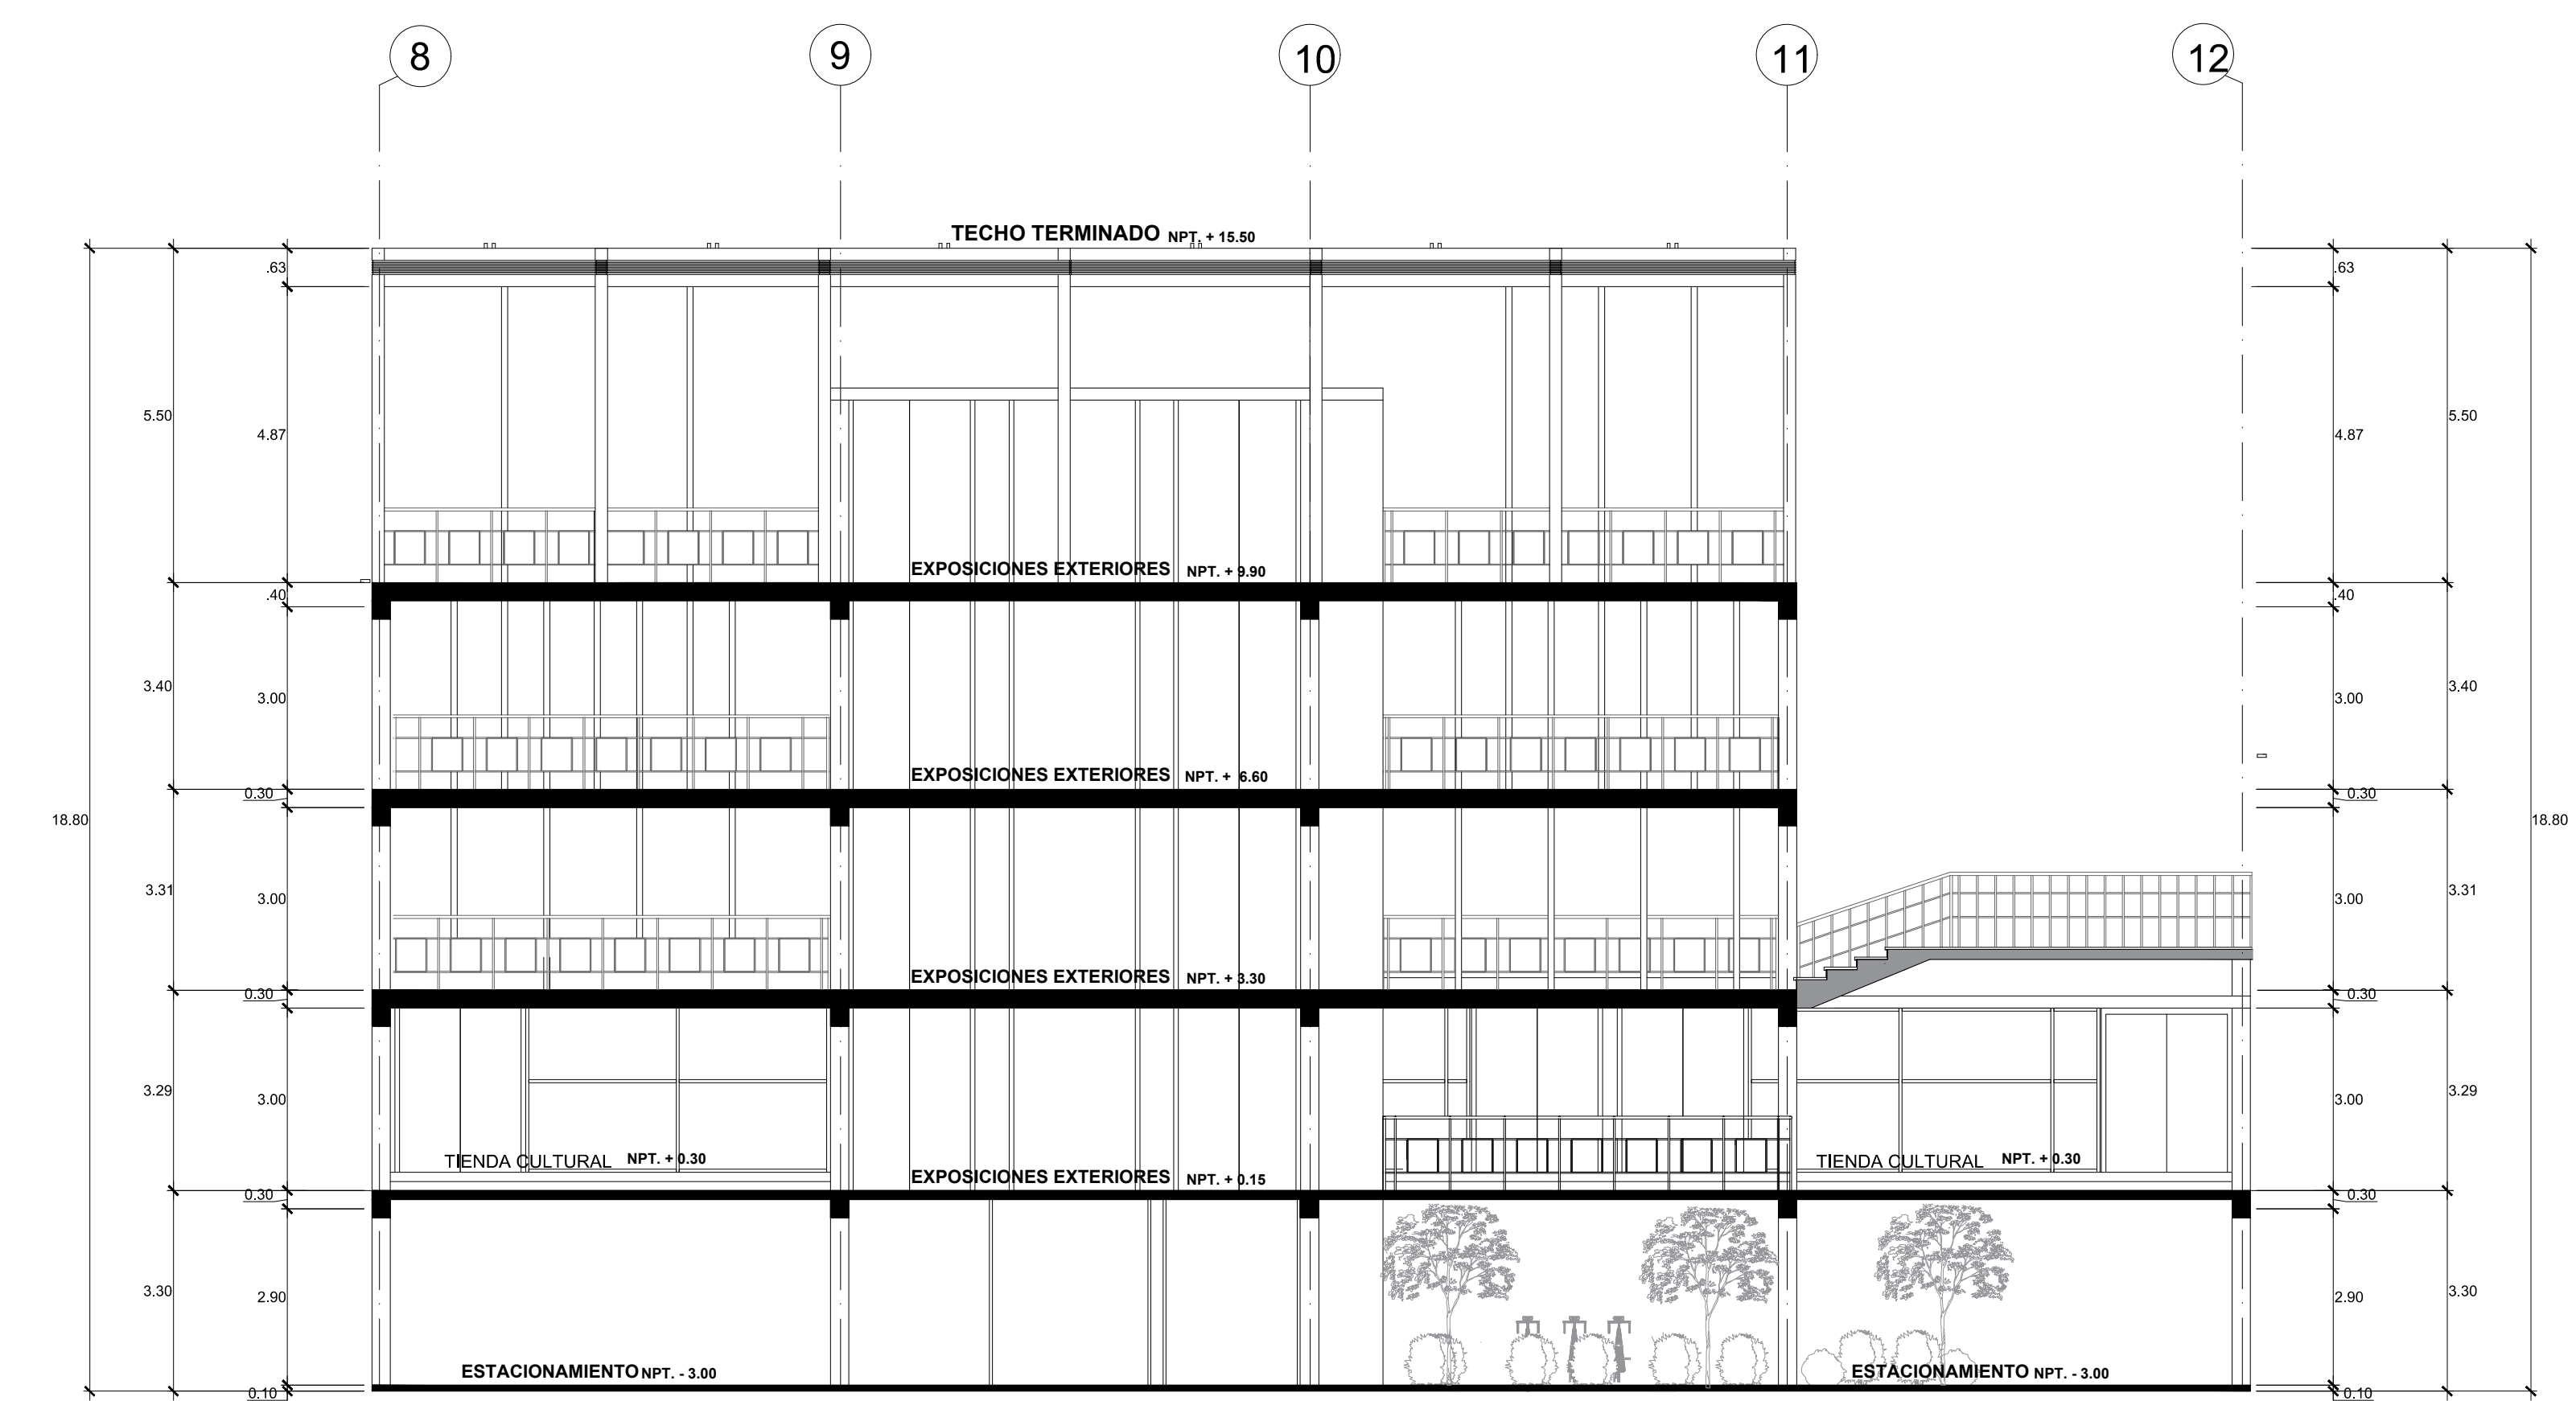 8 9 10 11 12
TECHO TERMINADO NPT. + 15.50
.63 .63
5.50 5.50
4.87 4.87
EXPOSICIONES EXTERIORES NPT. + 9.90
.40 .40
3.40 3.40
3.00 3.00
EXPOSICIONES EXTERIORES NPT. + 6.60
0.30 0.30
18.80 18.80
3.31 3.31
3.00 3.00
EXPOSICIONES EXTERIORES NPT. + 3.30
0.30 0.30
3.29 3.29
3.00 3.00
TIENDA CULTURAL NPT. + 0.30 TIENDA CULTURAL NPT. + 0.30
EXPOSICIONES EXTERIORES NPT. + 0.15
0.30 0.30
3.30 3.30
2.90 2.90
ESTACIONAMIENTO NPT. - 3.00 ESTACIONAMIENTO NPT. - 3.00
0.10 0.10